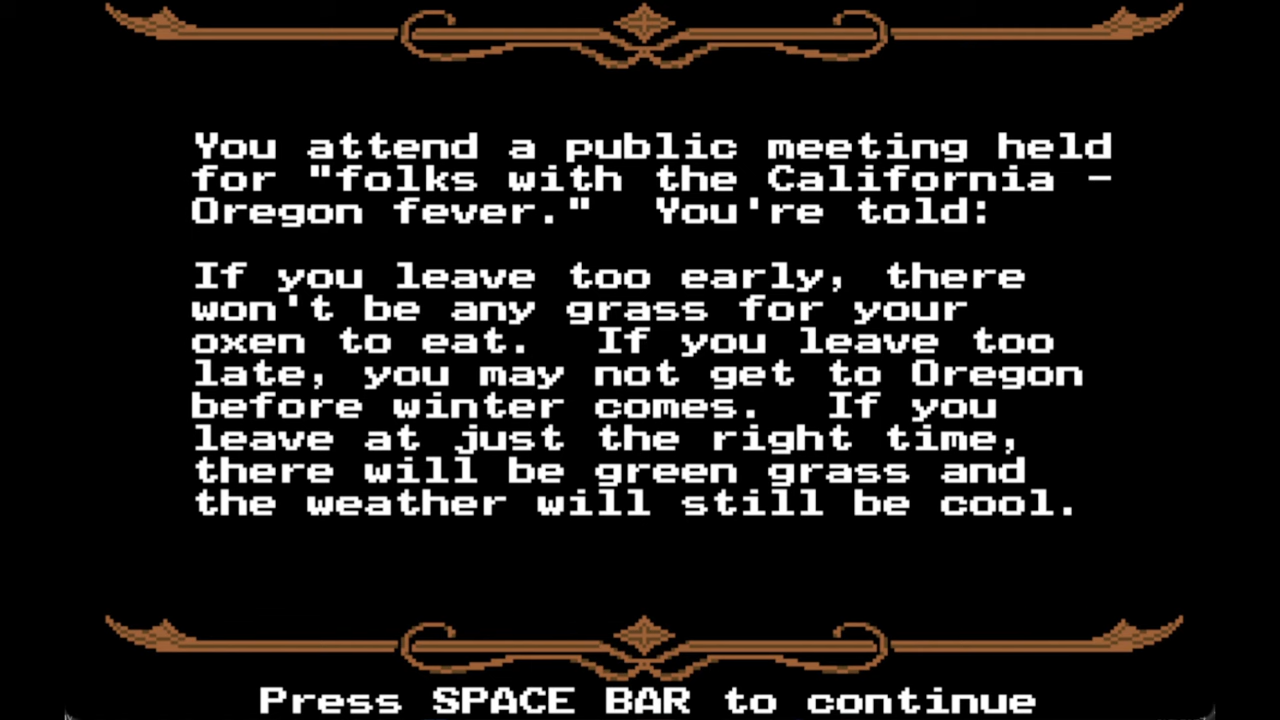 You attend a public meeting held
for "folks with the California -
Oregon fever."  You're told:
If you leave too early, there
won't be any grass for your
oxen to eat.  If you leave too
late, you may not get to Oregon
before winter comes.  If you
leave at just the right time,
there will be green grass and
the weather will still be cool.
Press SPACE BAR to continue